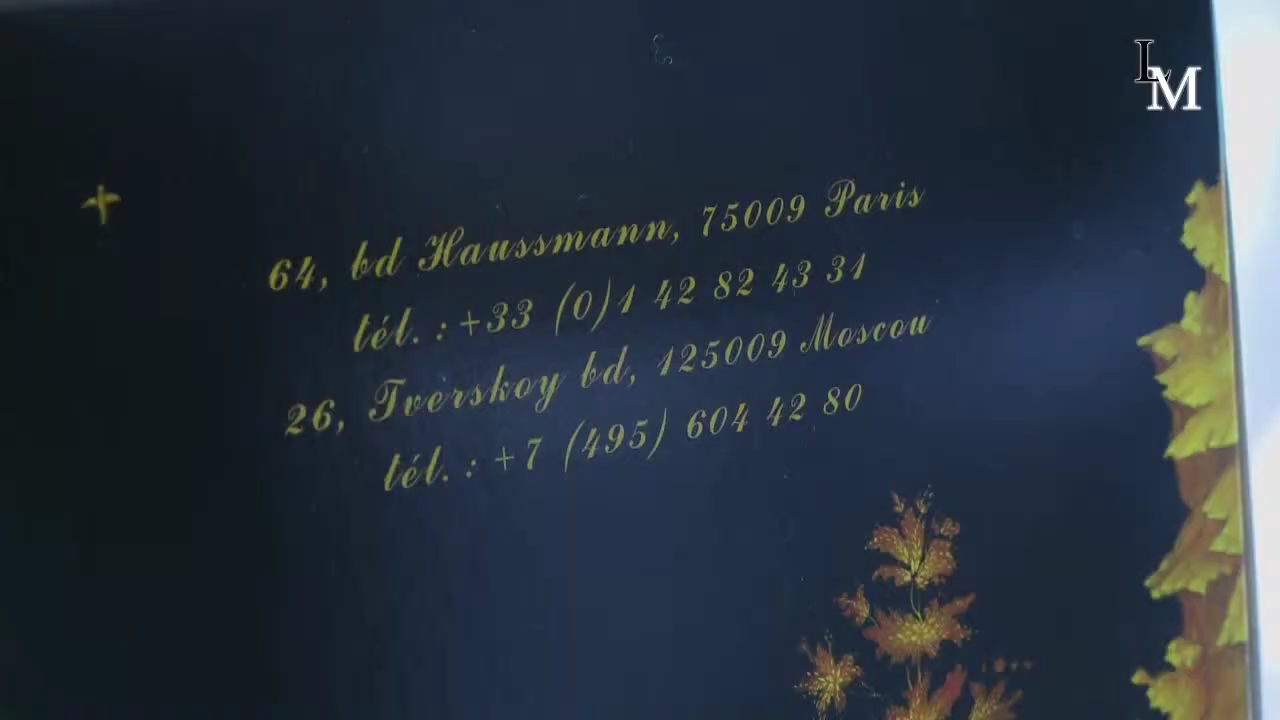 LM
64, bd Haussmann, 75009 Paris
tél. : +33 (0)1 42 82 43 31
26, Tverskoy bd, 125009 Moscou
tél. : +7 (495) 604 42 80